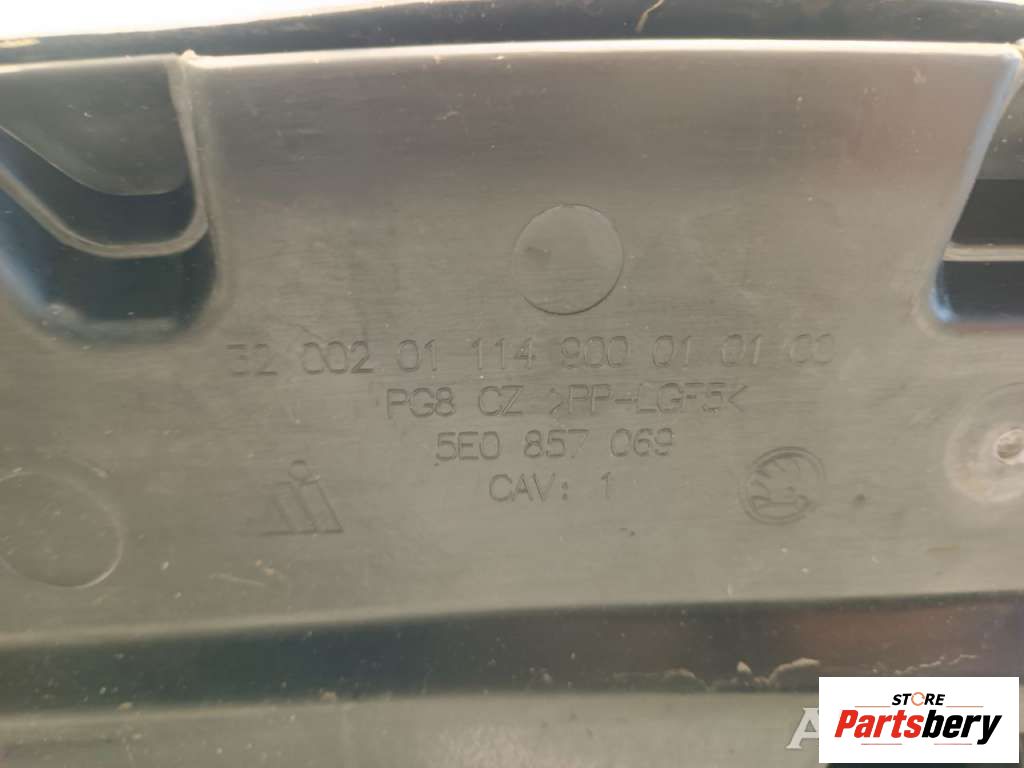 32 002 01 114 900 01 01 00
PG8 CZ >PP-LGF5<
5E0 857 069
CAV: 1
STORE
Partsbery